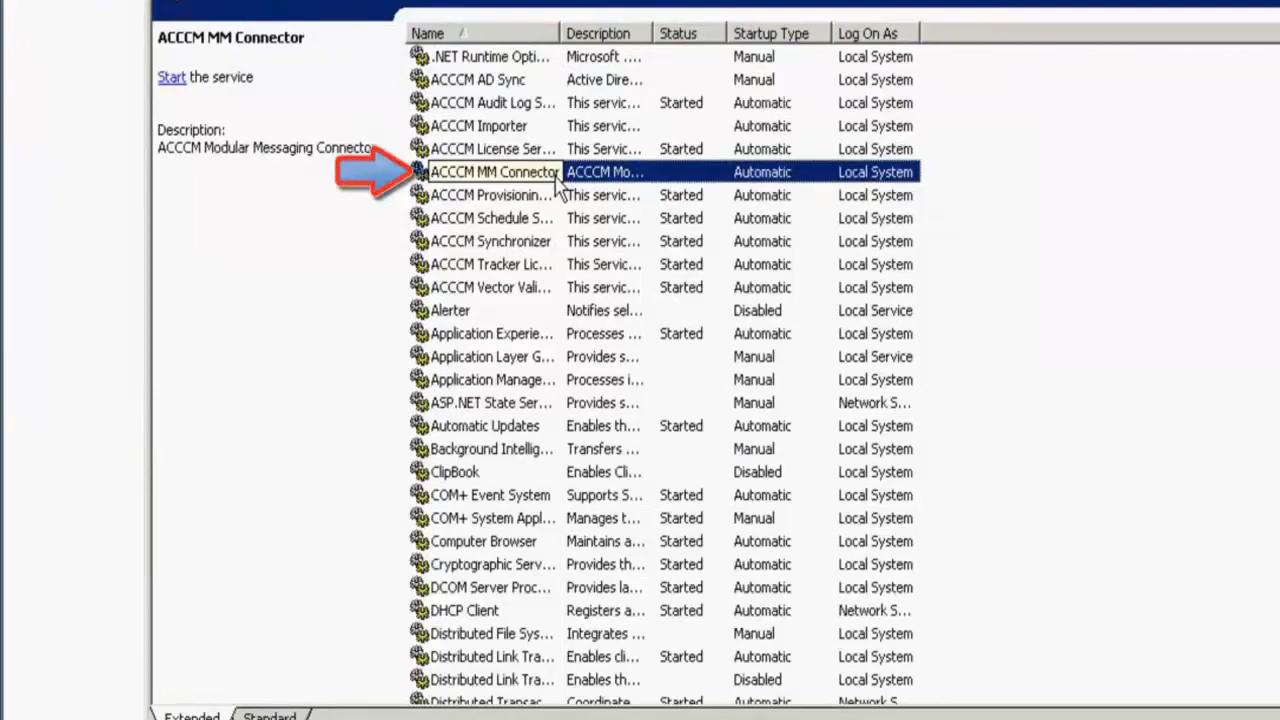 ACCCM MM Connector
Start the service
Description:
ACCCM Modular Messaging Connecto
Name Description Status Startup Type Log On As
.NET Runtime Opti... Microsoft .... Manual Local System
ACCCM AD Sync Active Dire... Manual Local System
ACCCM Audit Log S... This servic... Started Automatic Local System
ACCCM Importer This servic... Automatic Local System
ACCCM License Ser... This Servic... Started Automatic Local System
ACCCM MM Connector ACCCM Mo... Automatic Local System
ACCCM Provisionin... This servic... Started Automatic Local System
ACCCM Schedule S... This servic... Started Automatic Local System
ACCCM Synchronizer This servic... Started Automatic Local System
ACCCM Tracker Lic... This Servic... Started Automatic Local System
ACCCM Vector Vali... This servic... Started Automatic Local System
Alerter Notifies sel... Disabled Local Service
Application Experie... Processes ... Started Automatic Local System
Application Layer G... Provides s... Manual Local Service
Application Manage... Processes i... Manual Local System
ASP.NET State Ser... Provides s... Manual Network S...
Automatic Updates Enables th... Started Automatic Local System
Background Intellig... Transfers ... Manual Local System
ClipBook Enables Cli... Disabled Local System
COM+ Event System Supports S... Started Automatic Local System
COM+ System Appl... Manages t... Started Manual Local System
Computer Browser Maintains a... Started Automatic Local System
Cryptographic Serv... Provides th... Started Automatic Local System
DCOM Server Proc... Provides la... Started Automatic Local System
DHCP Client Registers a... Started Automatic Network S...
Distributed File Sys... Integrates ... Manual Local System
Distributed Link Tra... Enables cli... Started Automatic Local System
Distributed Link Tra... Enables th... Disabled Local System
Distributed Transac... Coordinate... Started Automatic Network S...
Extended Standard